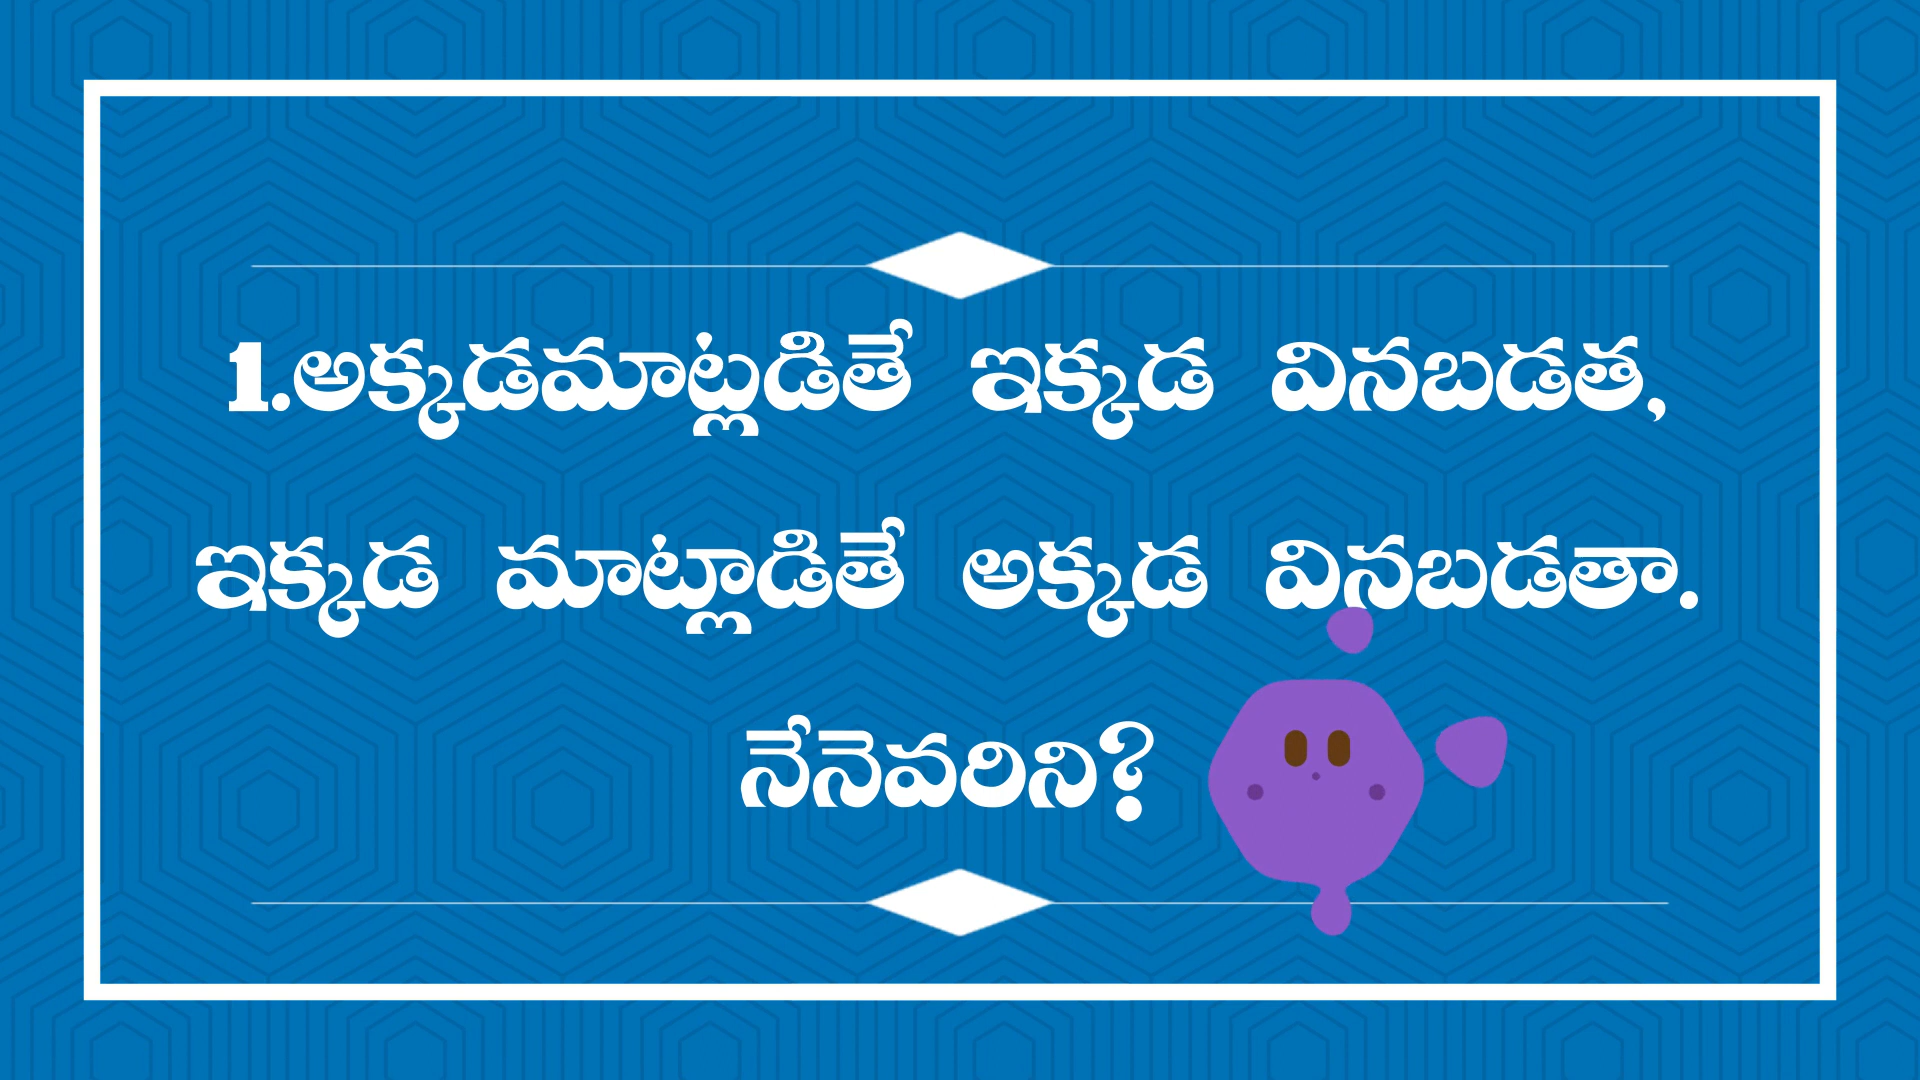 1.అక్కడమాట్లడితే ఇక్కడ వినబడత,
ఇక్కడ మాట్లాడితే అక్కడ వినబడతా.
నేనెవరిని?